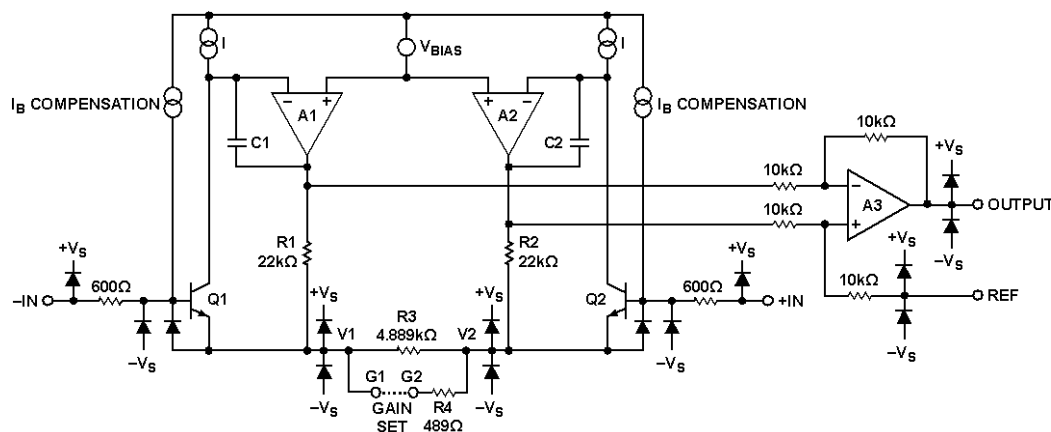 I
V_BIAS
I
I_B COMPENSATION
I_B COMPENSATION
A1
A2
C1
C2
−
+
+
−
10kΩ
+V_S
10kΩ
10kΩ
−
+
A3
OUTPUT
R1
22kΩ
R2
22kΩ
−V_S
+V_S
+V_S
+V_S
10kΩ
REF
−IN
600Ω
Q1
Q2
600Ω
+IN
+V_S
+V_S
R3
4.889kΩ
V1
V2
−V_S
−V_S
−V_S
G1
G2
GAIN
SET
R4
489Ω
−V_S
−V_S